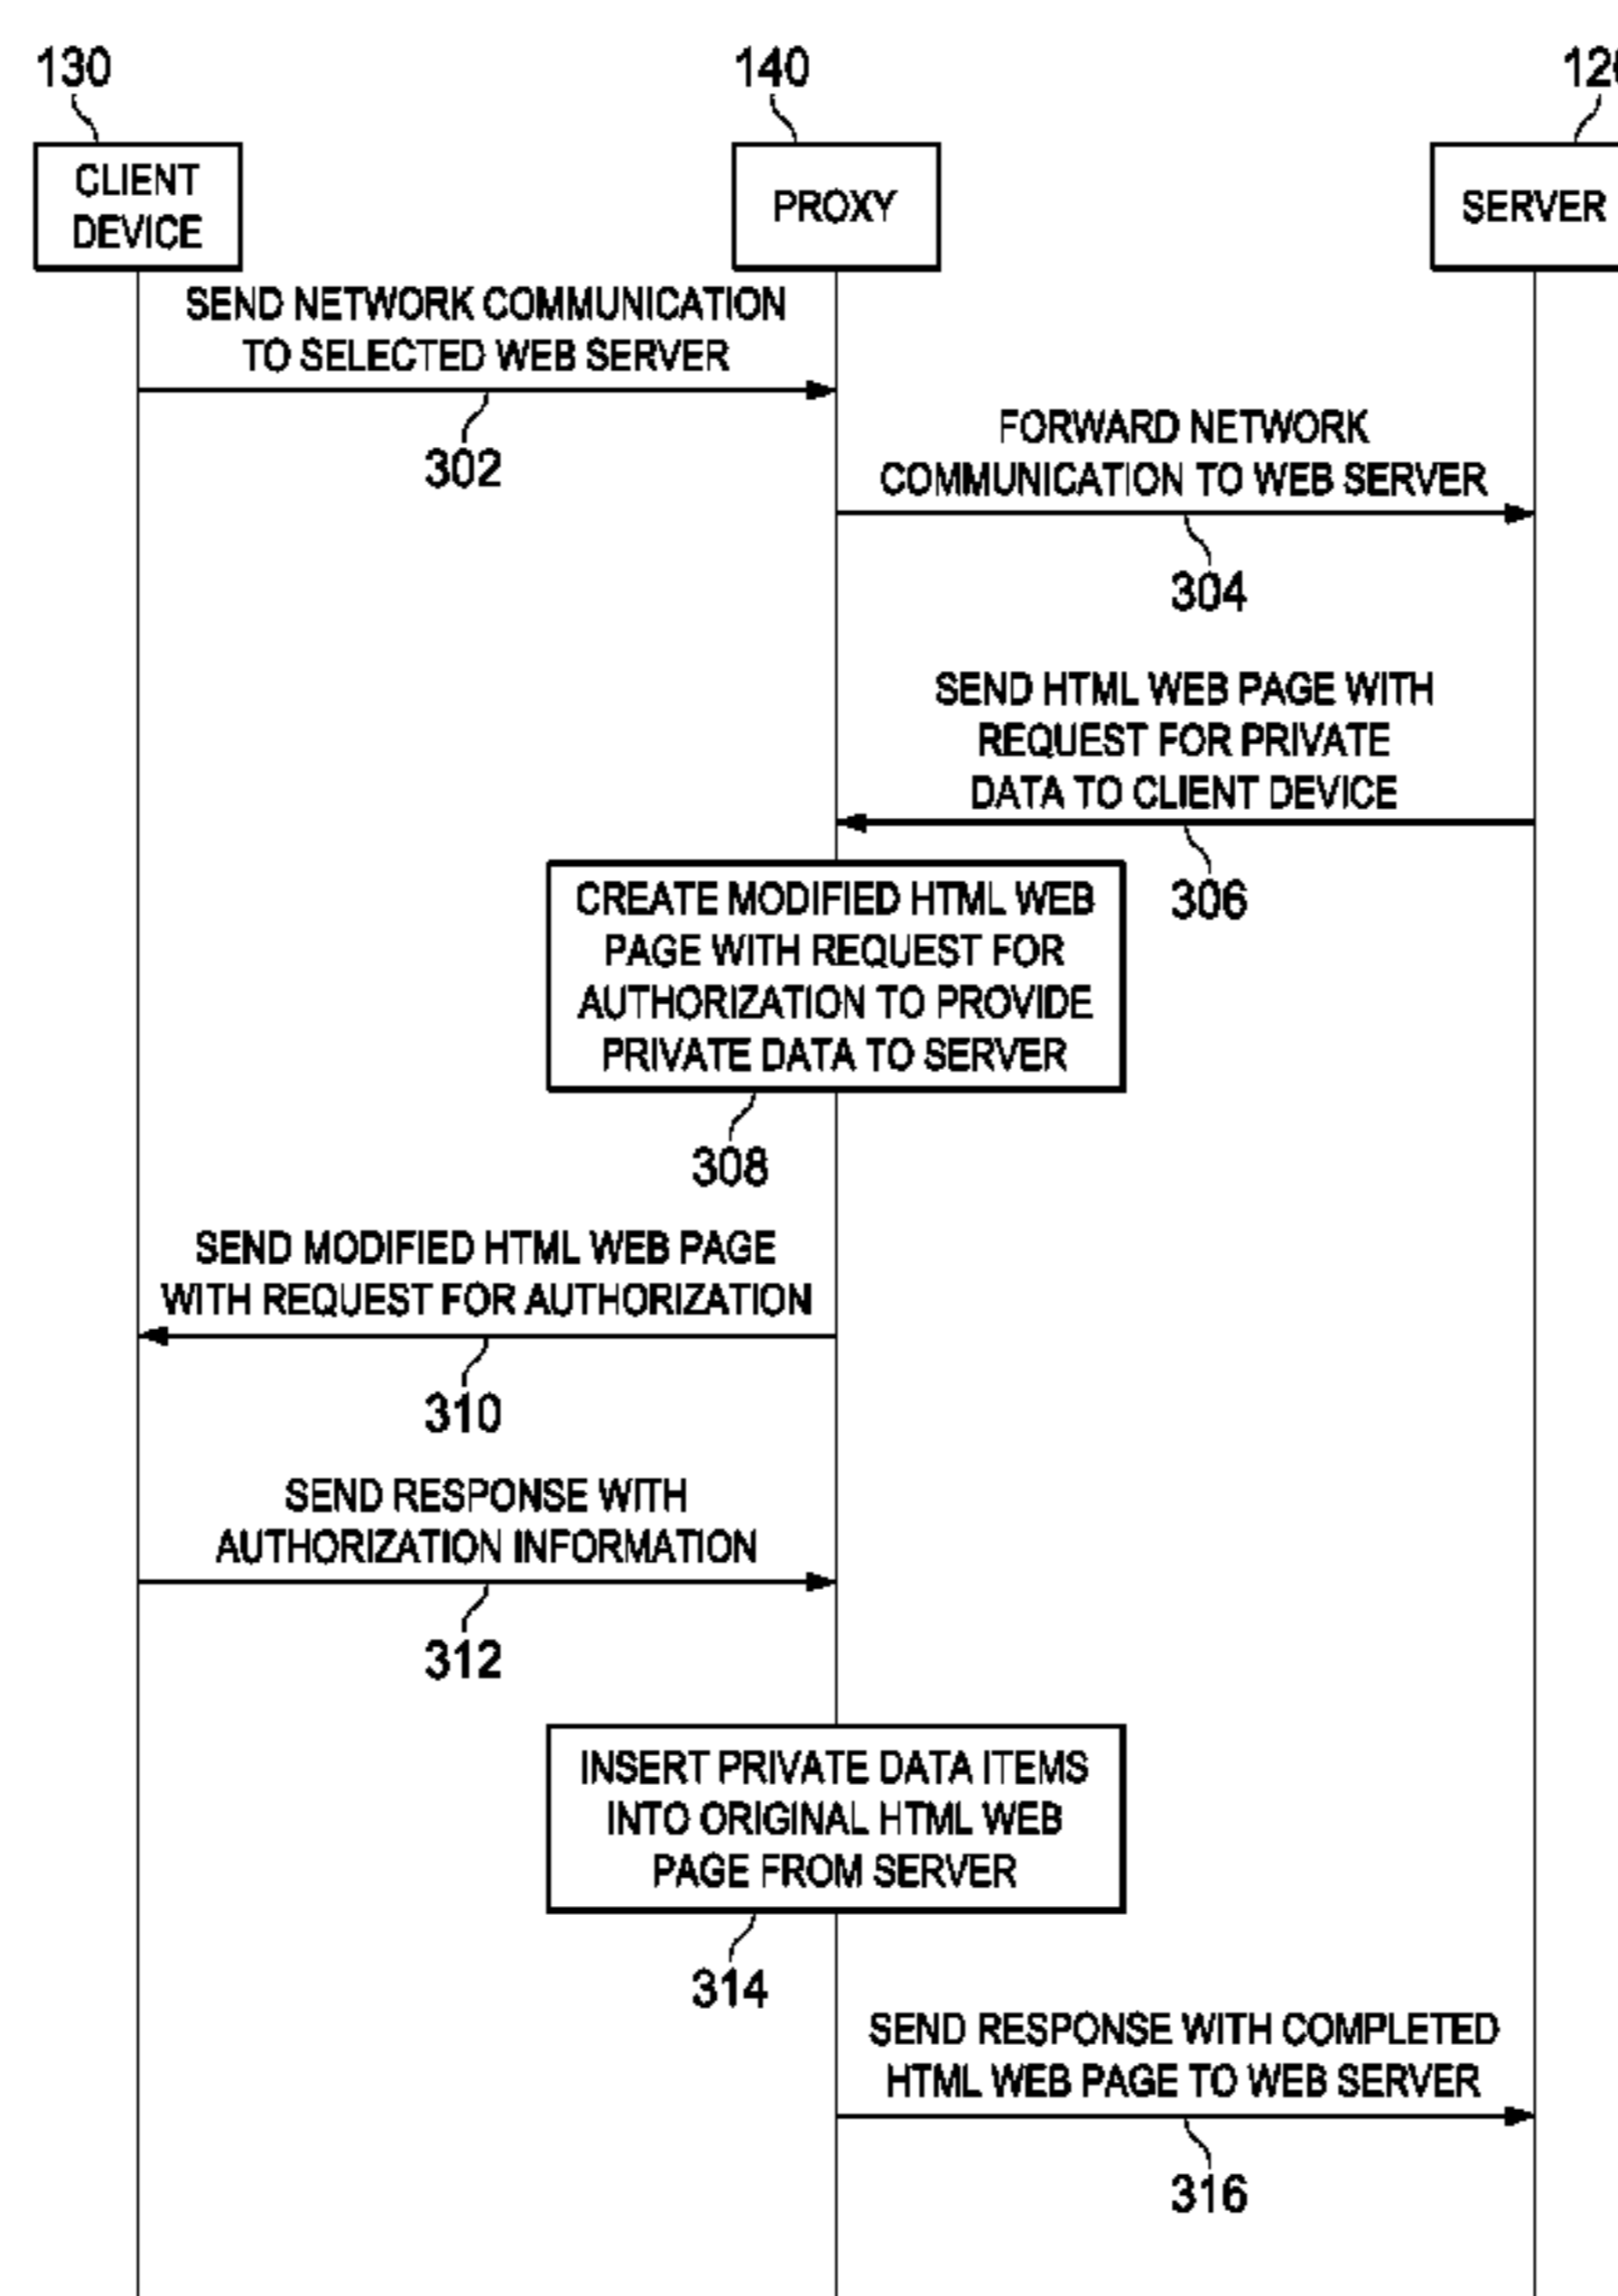 130
140
CLIENT
DEVICE
PROXY
SERVER
SEND NETWORK COMMUNICATION
TO SELECTED WEB SERVER
302
FORWARD NETWORK
COMMUNICATION TO WEB SERVER
304
SEND HTML WEB PAGE WITH
REQUEST FOR PRIVATE
DATA TO CLIENT DEVICE
306
CREATE MODIFIED HTML WEB
PAGE WITH REQUEST FOR
AUTHORIZATION TO PROVIDE
PRIVATE DATA TO SERVER
308
SEND MODIFIED HTML WEB PAGE
WITH REQUEST FOR AUTHORIZATION
310
SEND RESPONSE WITH
AUTHORIZATION INFORMATION
312
INSERT PRIVATE DATA ITEMS
INTO ORIGINAL HTML WEB
PAGE FROM SERVER
314
SEND RESPONSE WITH COMPLETED
HTML WEB PAGE TO WEB SERVER
316